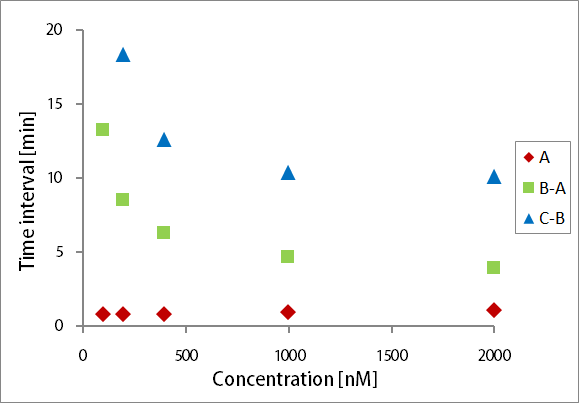 20
15
10
5
0
Time interval [min]
0 500 1000 1500 2000
Concentration [nM]
A
B-A
C-B